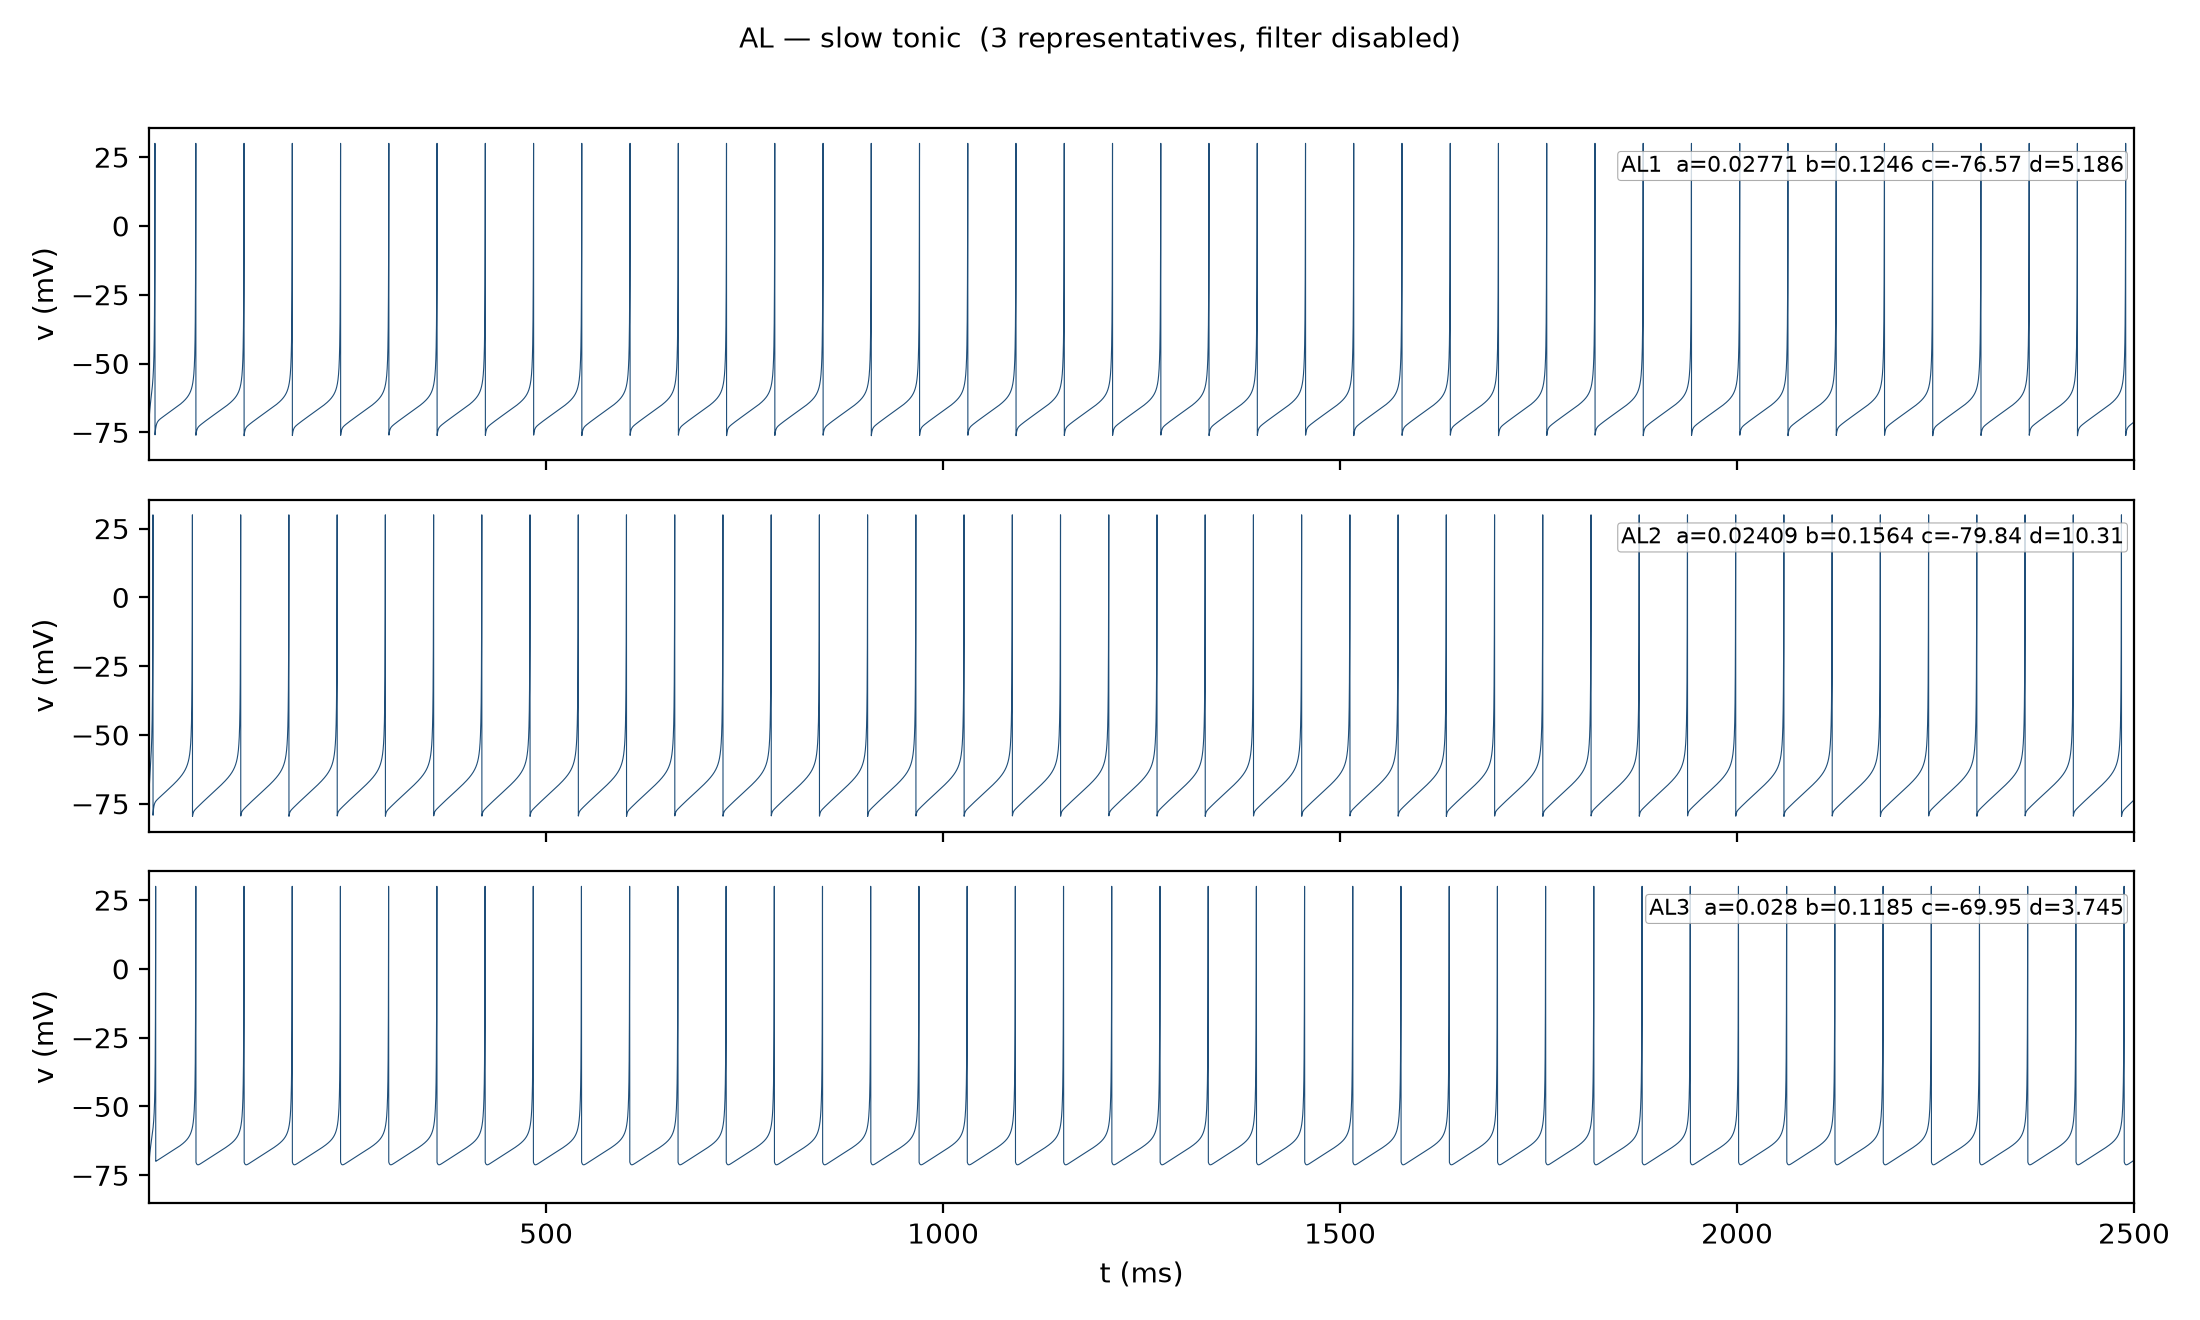 AL — slow tonic (3 representatives, filter disabled)
25
0
−25
−50
−75
v (mV)
AL1 a=0.02771 b=0.1246 c=-76.57 d=5.186
25
0
−25
−50
−75
v (mV)
AL2 a=0.02409 b=0.1564 c=-79.84 d=10.31
25
0
−25
−50
−75
v (mV)
AL3 a=0.028 b=0.1185 c=-69.95 d=3.745
500 1000 1500 2000 2500
t (ms)